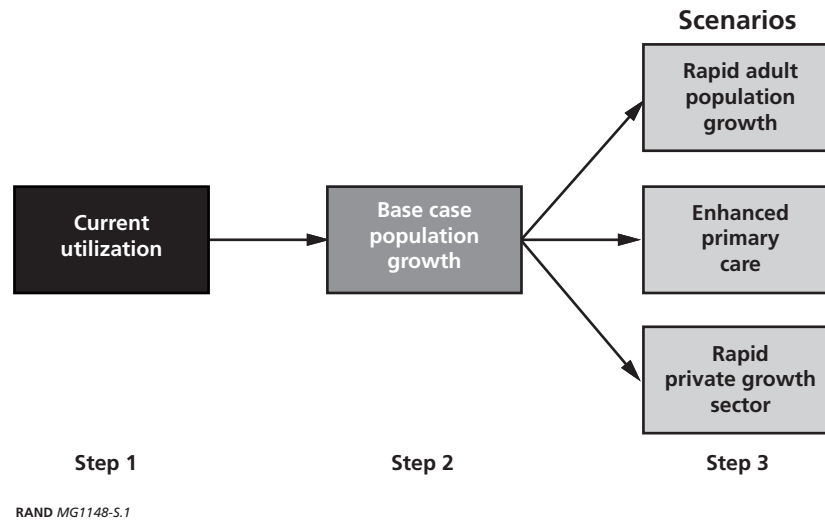 Scenarios
Rapid adult
population
growth
Current
utilization
Base case
population
growth
Enhanced
primary
care
Rapid
private growth
sector
Step 1
Step 2
Step 3
RAND MG1148-S.1